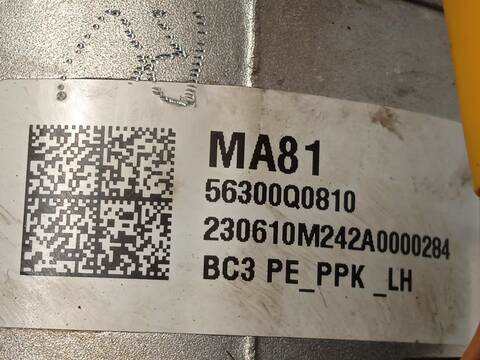 MA81
56300Q0810
230610M242A0000284
BC3 PE_PPK _LH